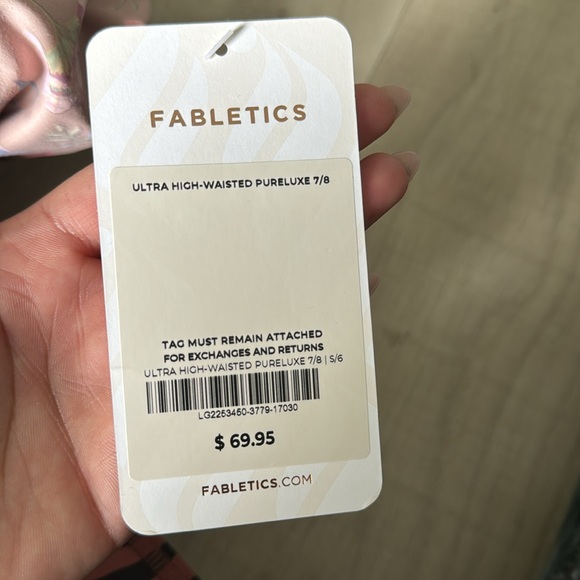 FABLETICS
ULTRA HIGH-WAISTED PURELUXE 7/8
TAG MUST REMAIN ATTACHED
FOR EXCHANGES AND RETURNS
ULTRA HIGH-WAISTED PURELUXE 7/8 | S/6
LG2253450-3779-17030
$ 69.95
FABLETICS.COM